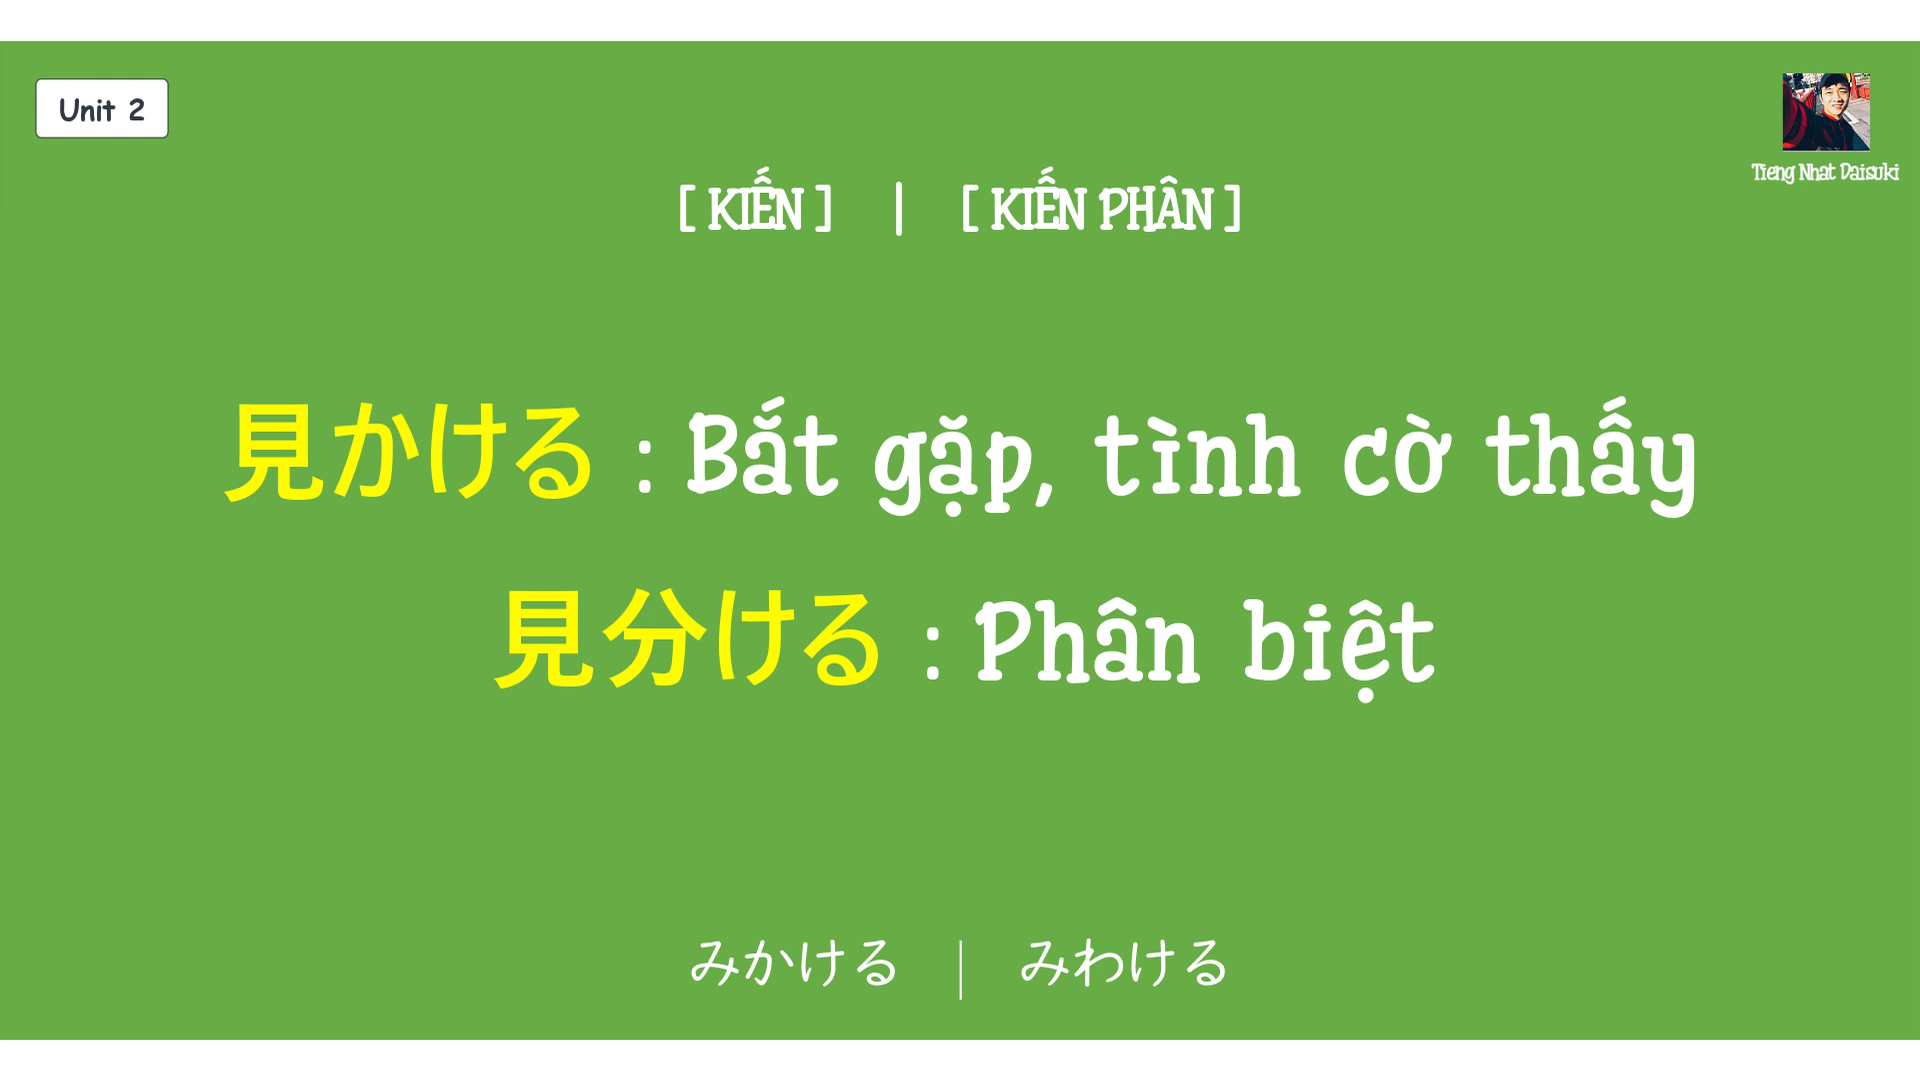 Unit 2
Tieng Nhat Daisuki
[ KIẾN ] | [ KIẾN PHÂN ]
見かける : Bắt gặp, tình cờ thấy
見分ける : Phân biệt
みかける | みわける